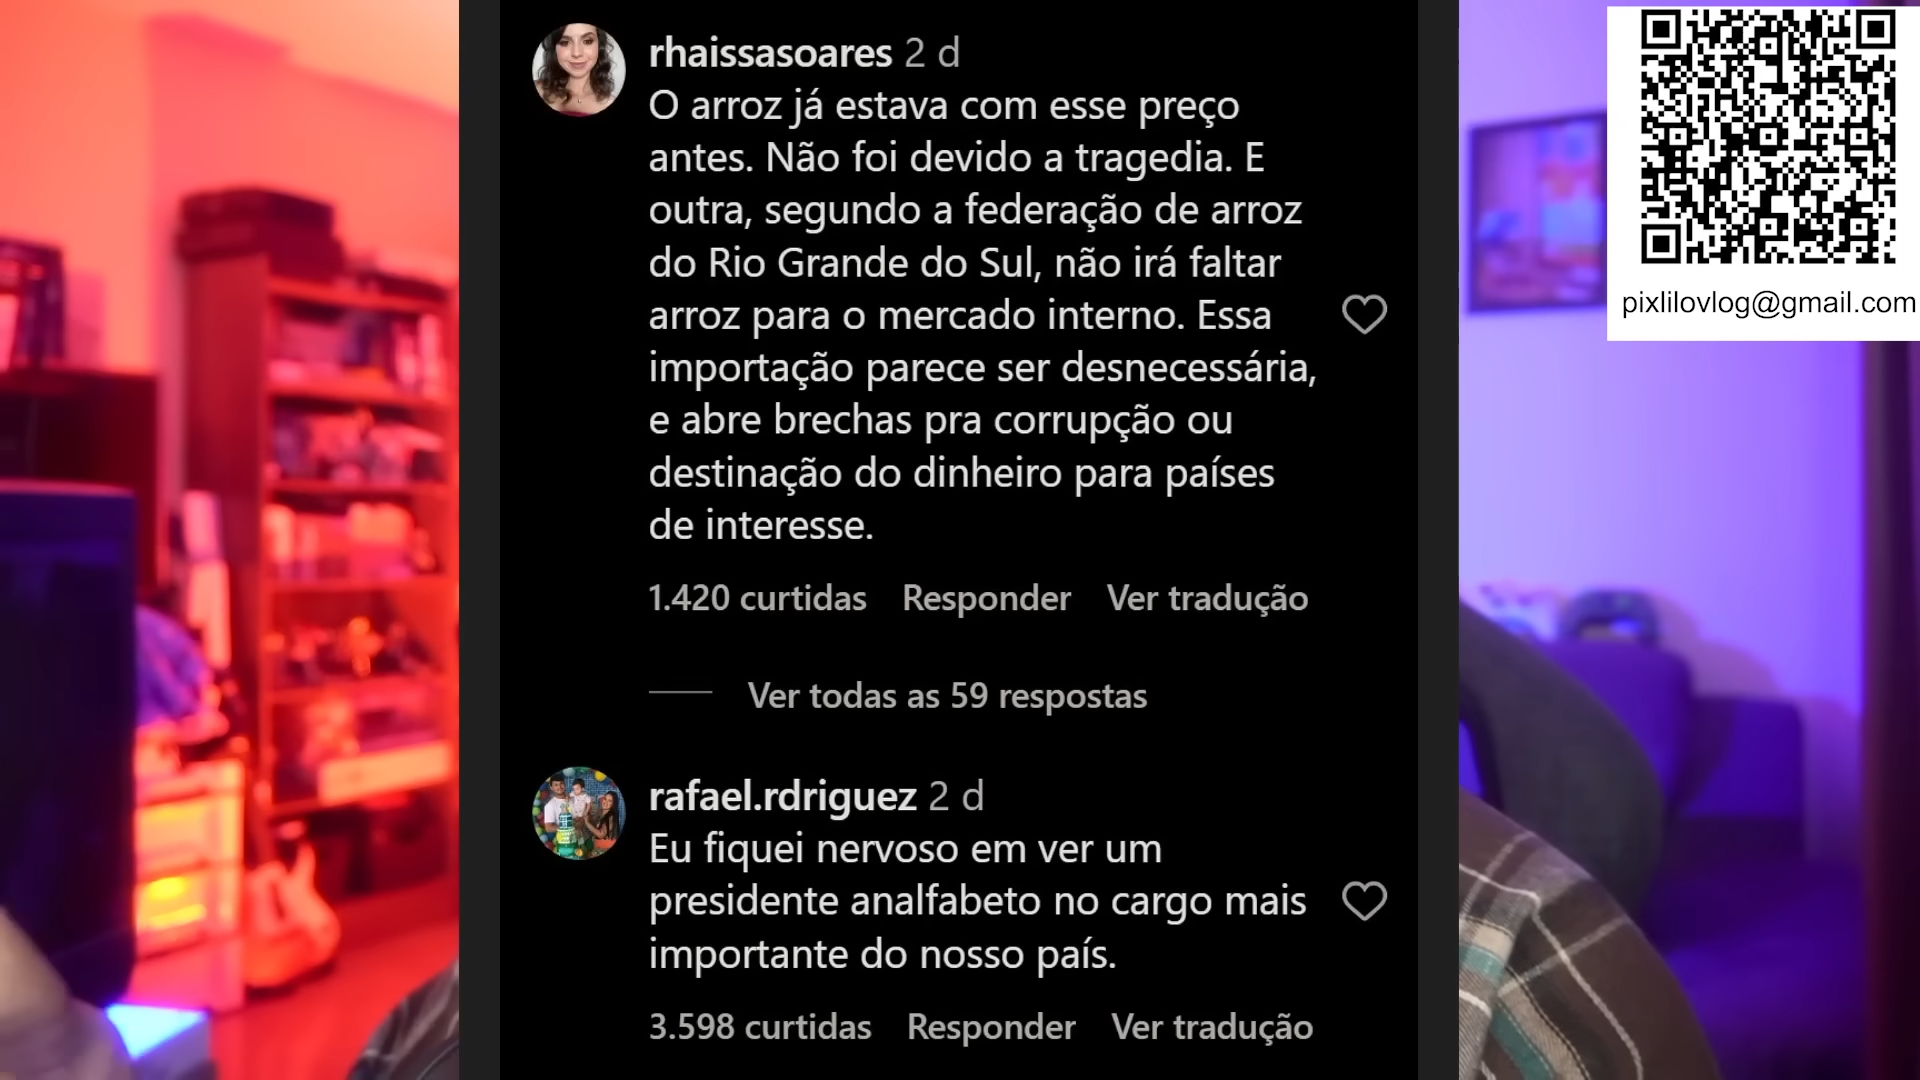 rhaissasoares 2 d
O arroz já estava com esse preço
antes. Não foi devido a tragedia. E
outra, segundo a federação de arroz
do Rio Grande do Sul, não irá faltar
arroz para o mercado interno. Essa
importação parece ser desnecessária,
e abre brechas pra corrupção ou
destinação do dinheiro para países
de interesse.
1.420 curtidas Responder Ver tradução
Ver todas as 59 respostas
rafael.rdriguez 2 d
Eu fiquei nervoso em ver um
presidente analfabeto no cargo mais
importante do nosso país.
3.598 curtidas Responder Ver tradução
pixlilovlog@gmail.com